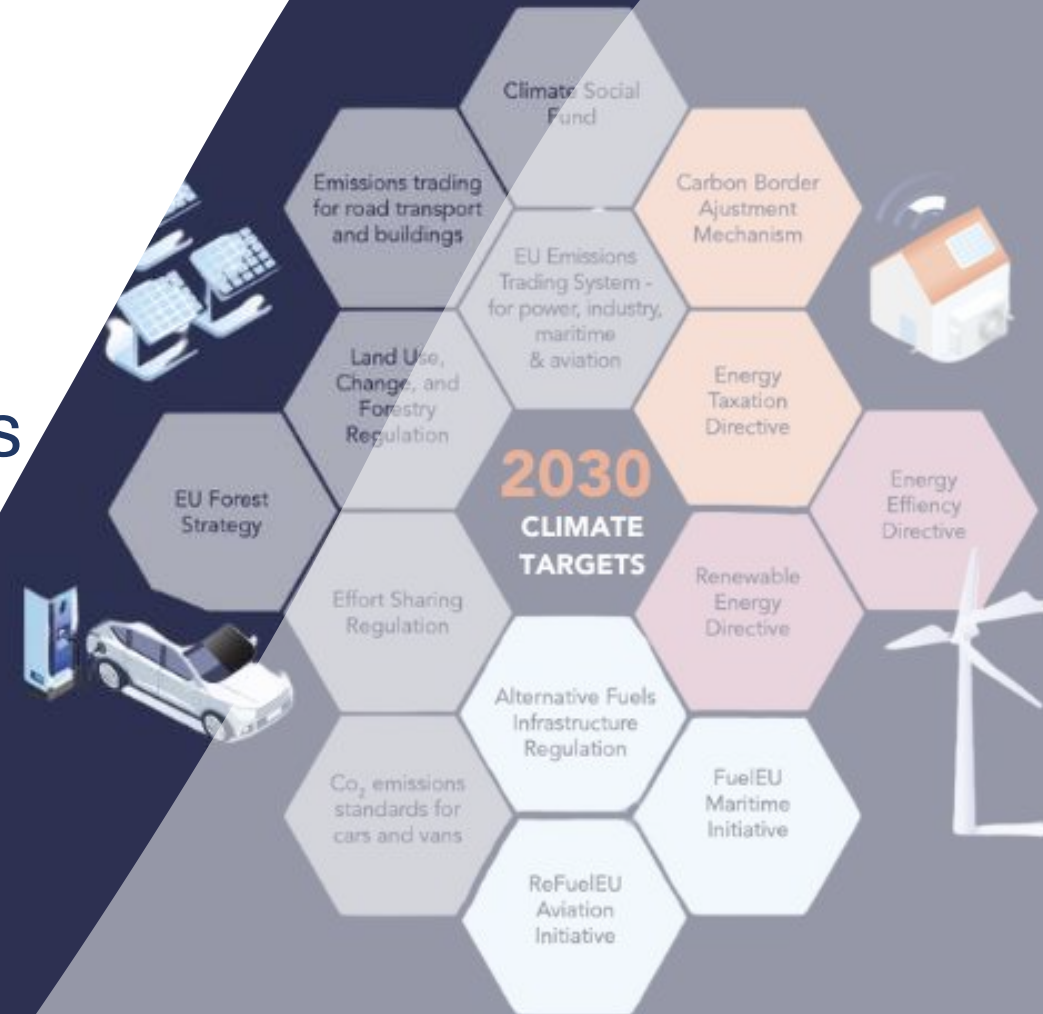 Climate Social
Fund
Emissions trading
for road transport
and buildings
Carbon Border
Ajustment
Mechanism
EU Emissions
Trading System -
for power, industry,
maritime
& aviation
Land Use,
Change, and
Forestry
Regulation
Energy
Taxation
Directive
s
2030
CLIMATE
TARGETS
EU Forest
Strategy
Energy
Effiency
Directive
Effort Sharing
Regulation
Renewable
Energy
Directive
Alternative Fuels
Infrastructure
Regulation
Co₂ emissions
standards for
cars and vans
FuelEU
Maritime
Initiative
ReFuelEU
Aviation
Initiative